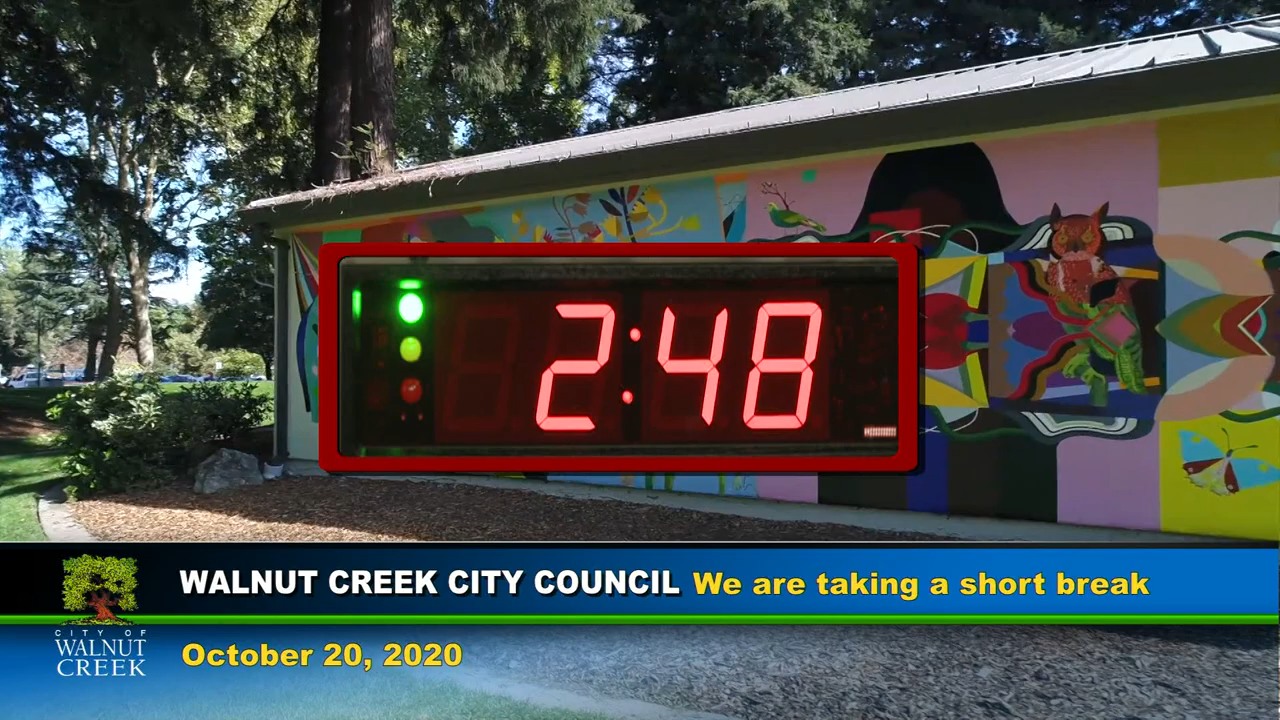 2:48
WALNUT CREEK CITY COUNCIL We are taking a short break
CITY OF
WALNUT
CREEK
October 20, 2020